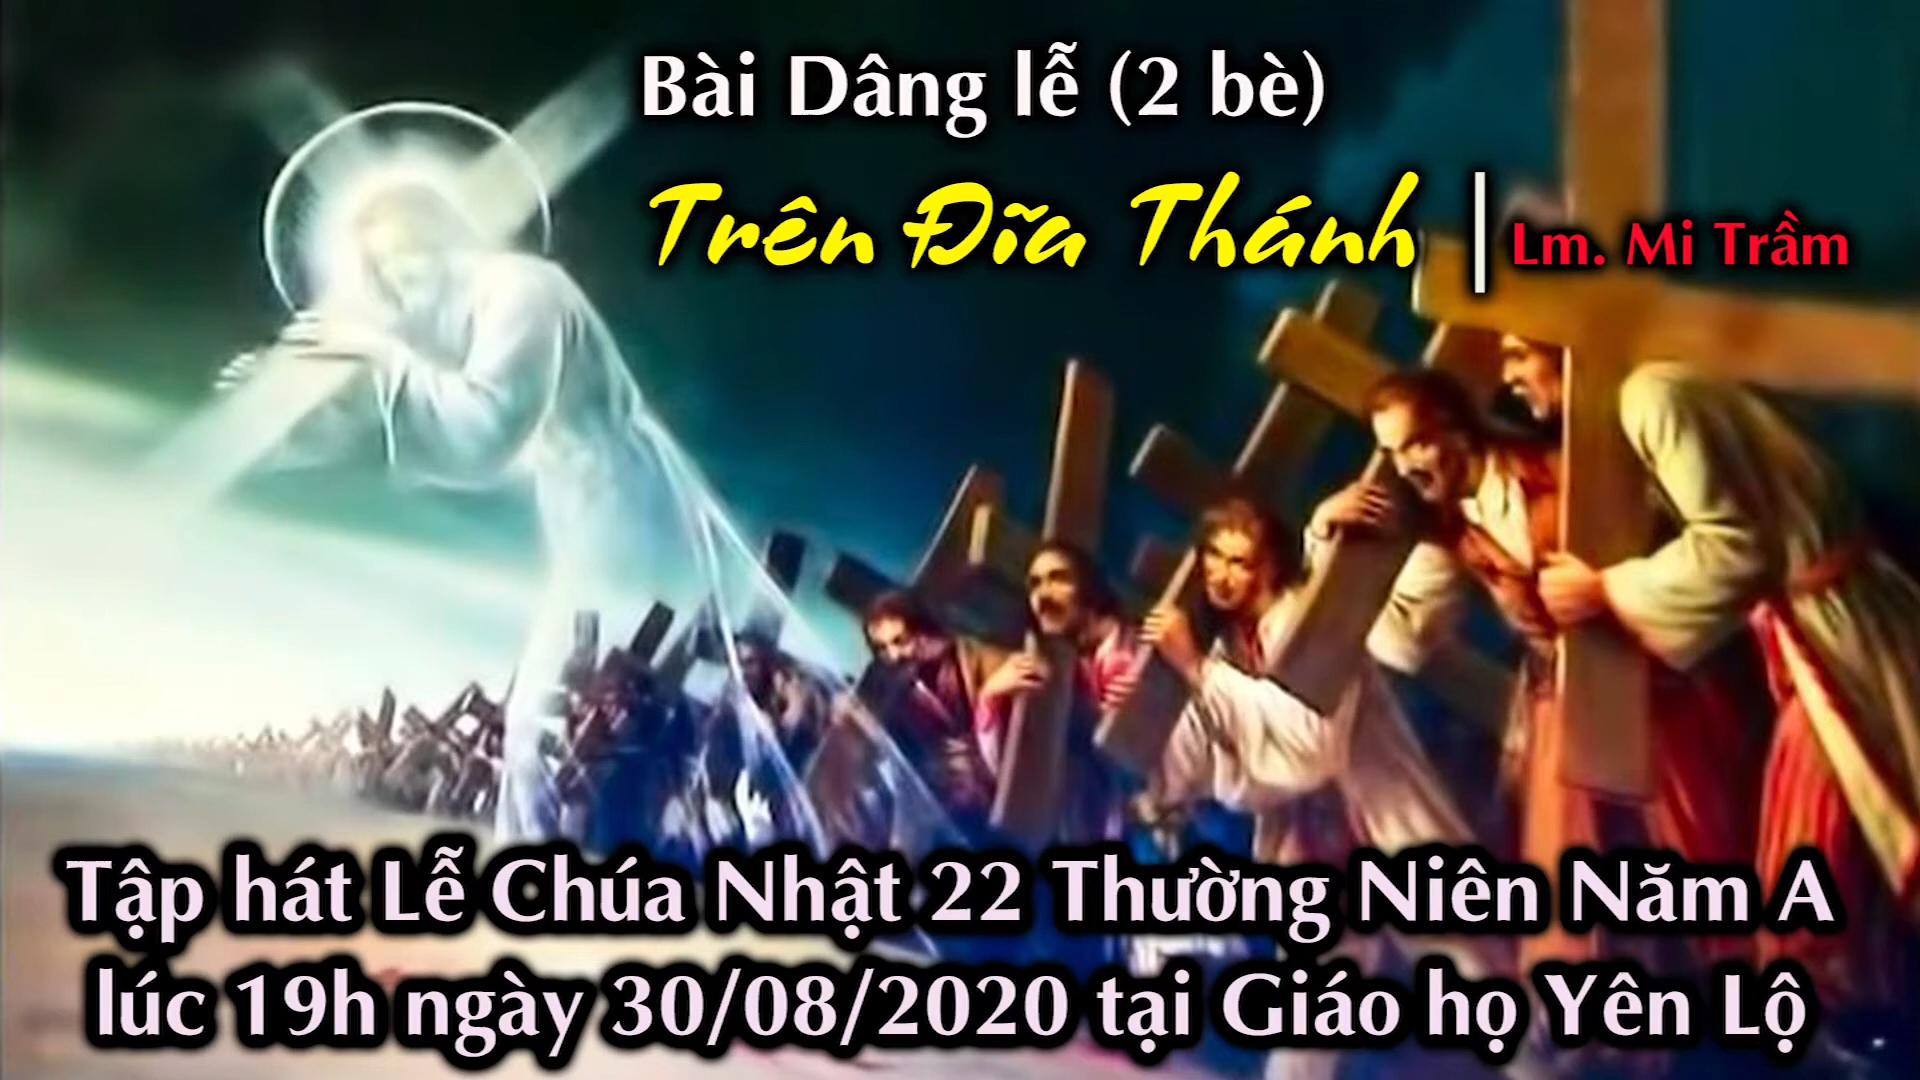 Bài Dâng lễ (2 bè)
Trên Đĩa Thánh | Lm. Mi Trầm
Tập hát Lễ Chúa Nhật 22 Thường Niên Năm A
lúc 19h ngày 30/08/2020 tại Giáo họ Yên Lộ